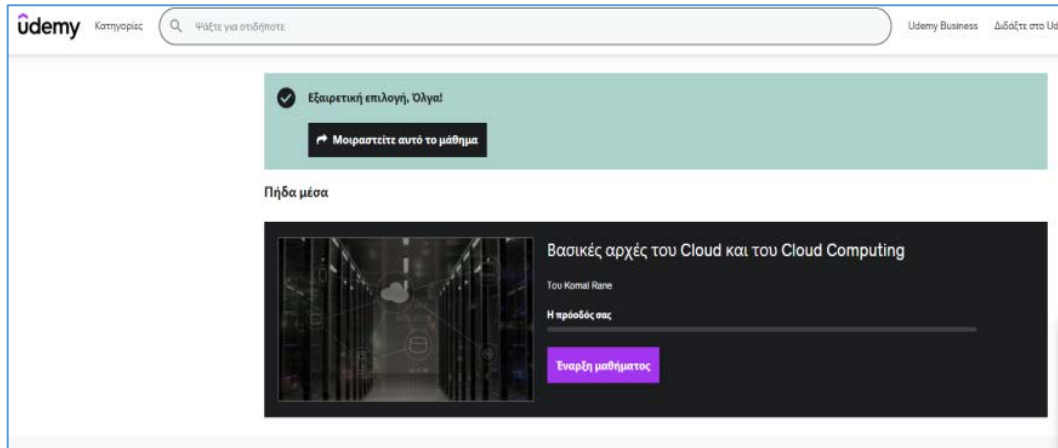 ûdemy Κατηγορίες Ψάξτε για οτιδήποτε Udemy Business Διδάξτε στο Ud
Εξαιρετική επιλογή, Όλγα!
Μοιραστείτε αυτό το μάθημα
Πήδα μέσα
Βασικές αρχές του Cloud και του Cloud Computing
Του Komal Rane
Η πρόοδός σας
Έναρξη μαθήματος